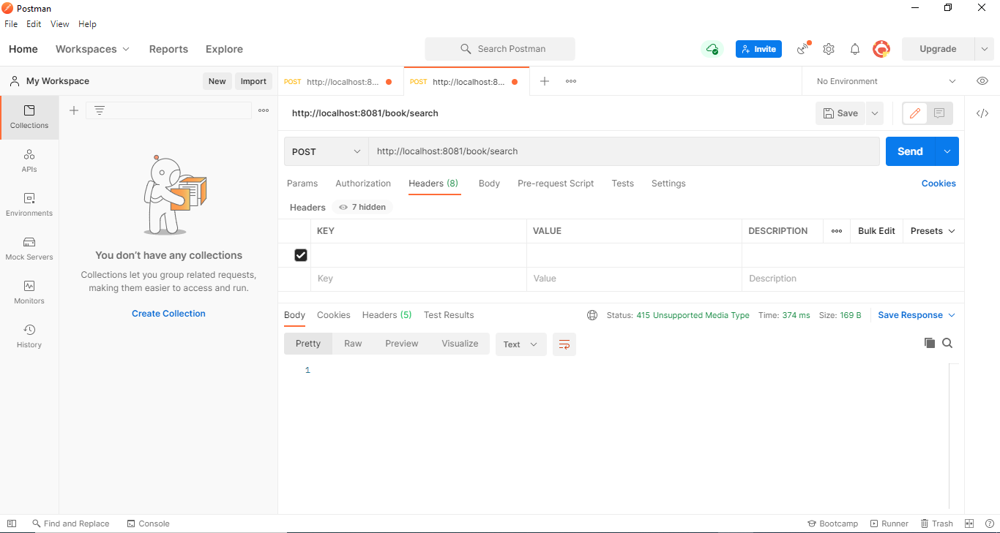 Postman
File Edit View Help
Home Workspaces Reports Explore
Search Postman
Invite
Upgrade
My Workspace
New
Import
POST http://localhost:8...
POST http://localhost:8...
No Environment
Collections
APIs
Environments
Mock Servers
Monitors
History
You don't have any collections
Collections let you group related requests,
making them easier to access and run.
Create Collection
http://localhost:8081/book/search
Save
POST
http://localhost:8081/book/search
Send
Params Authorization Headers (8) Body Pre-request Script Tests Settings
Cookies
Headers 7 hidden
KEY VALUE DESCRIPTION Bulk Edit Presets
Key Value Description
Body Cookies Headers (5) Test Results
Status: 415 Unsupported Media Type Time: 374 ms Size: 169 B
Save Response
Pretty Raw Preview Visualize Text
1
Find and Replace Console
Bootcamp Runner Trash